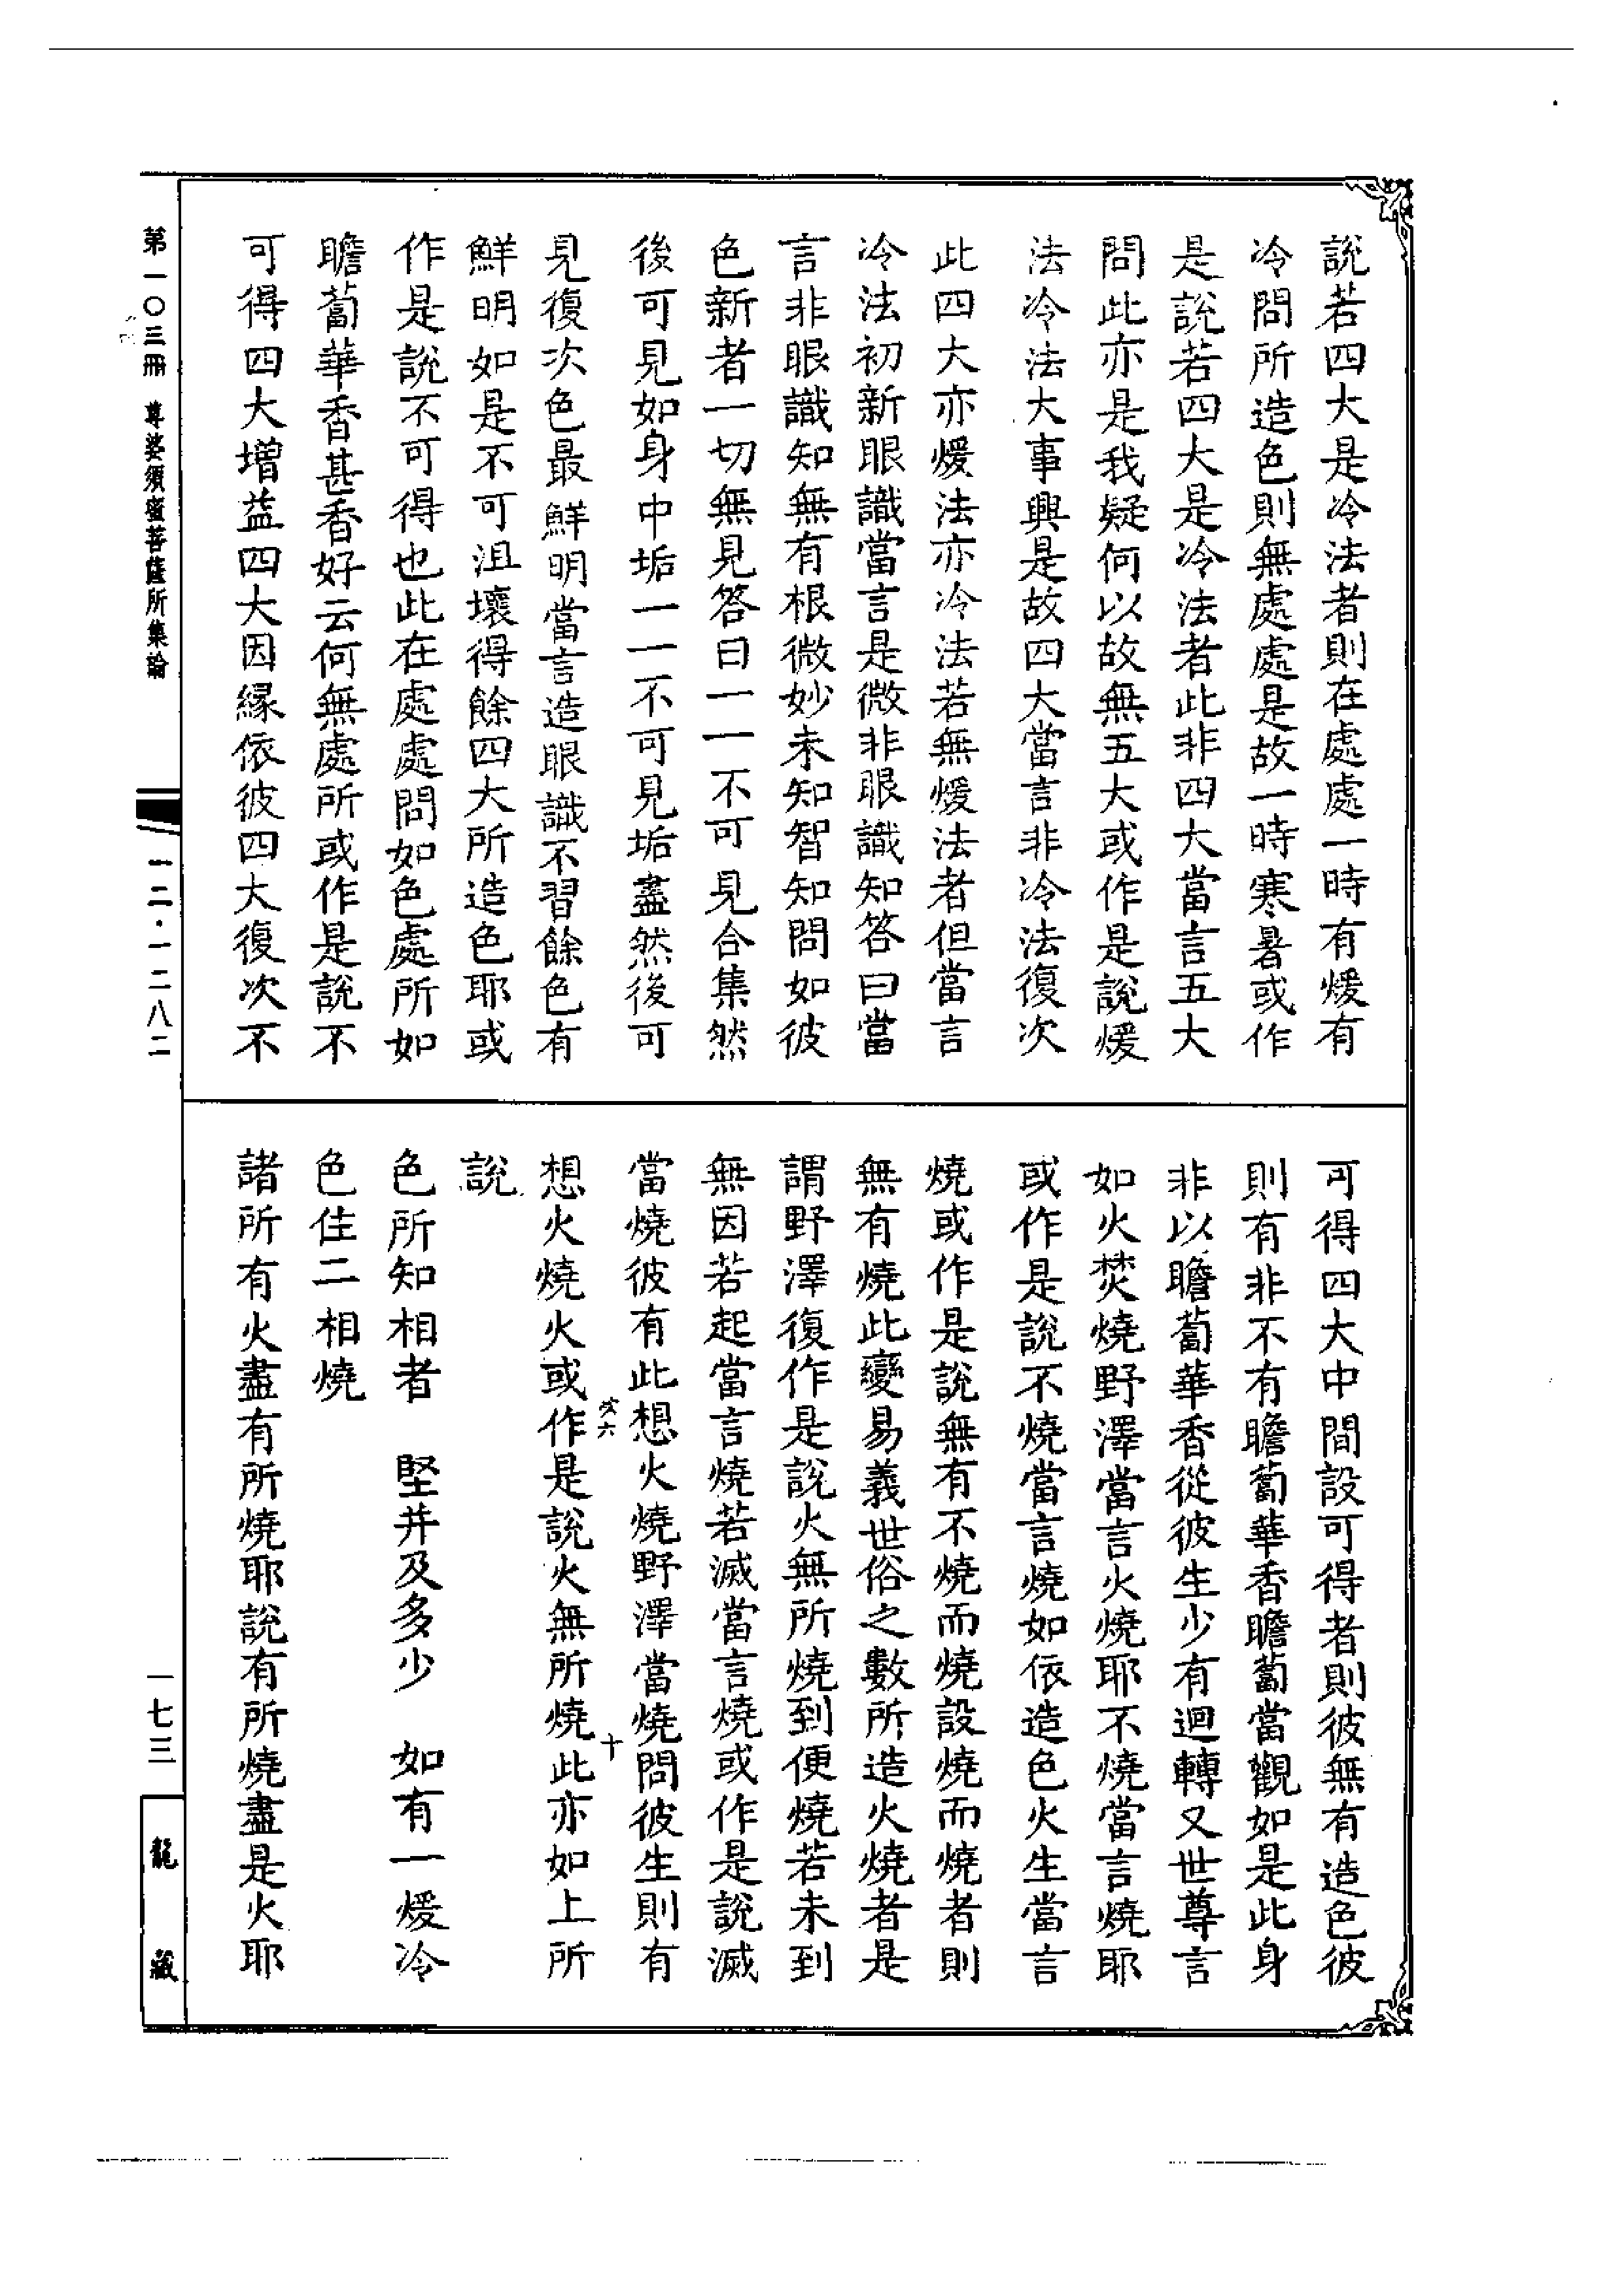 說若四大是冷法者則在處處一時有煖有
冷問所造色則無處處是故一時寒暑或作
是說若四大是冷法者此非四大當言五大
問此亦是我疑何以故無五大或作是說煖
法冷法大事興是故四大當言非冷法復次
此四大亦煖法亦冷法若無煖法者但當言
冷法初新眼識當言是微非眼識知答曰當
言非眼識知無有根微妙未知智知問如彼
色新者一切無見答曰一一不可見合集然
後可見如身中垢一一不可見垢盡然後可
見復次色最鮮明當言造眼識不習餘色有
鮮明如是不可沮壞得餘四大所造色耶或
作是說不可得也此在處處問如色處所如
瞻蔔華香甚香好云何無處所或作是說不
可得四大增益四大因緣依彼四大復次不
可得四大中間設可得者則彼無有造色彼
則有非不有瞻蔔華香瞻蔔當觀如是此身
非以瞻蔔華香從彼生少有迴轉又世尊言
如火焚燒野澤當言火燒耶不燒當言燒耶
或作是說不燒當言燒如依造色火生當言
燒或作是說無有不燒而燒設燒而燒者則
無有燒此變易義世俗之數所造火燒者是
謂野澤復作是說火無所燒到便燒若未到
無因若起當言燒若滅當言燒或作是說滅
當燒彼有此想火燒野澤當燒問彼生則有
想火燒火或作是說火無所燒此亦如上所
說
色所知相者　堅并及多少　如有一煖冷
色住二相燒
諸所有火盡有所燒耶說有所燒盡是火耶
第一〇三冊　尊婆須蜜菩薩所集論
一二·一二八二
一七三
龍藏
十